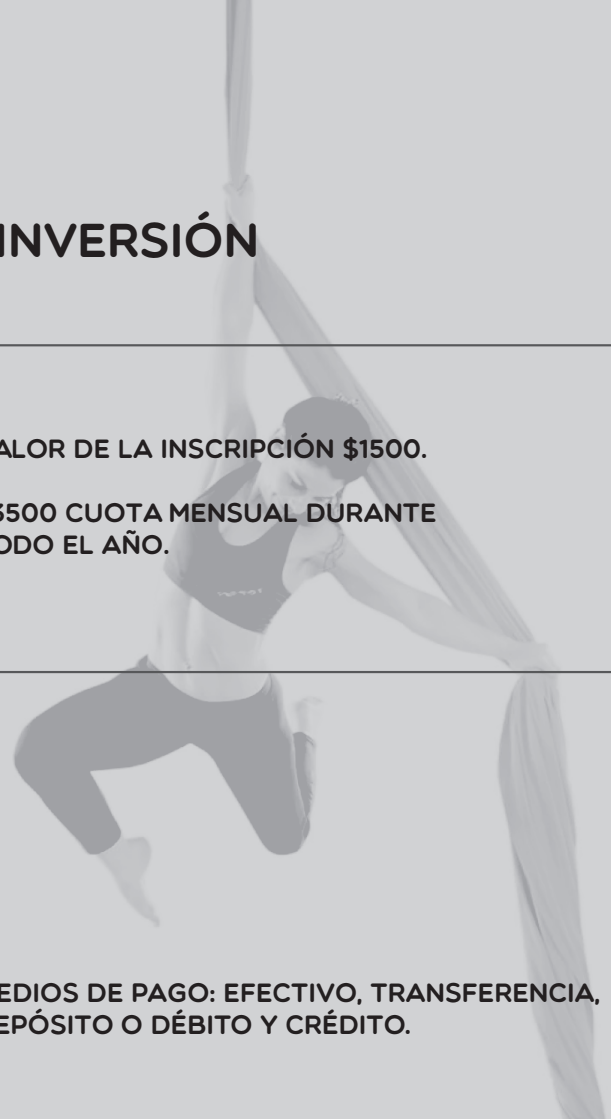 INVERSIÓN
ALOR DE LA INSCRIPCIÓN $1500.
3500 CUOTA MENSUAL DURANTE
ODO EL AÑO.
EDIOS DE PAGO: EFECTIVO, TRANSFERENCIA,
EPÓSITO O DÉBITO Y CRÉDITO.